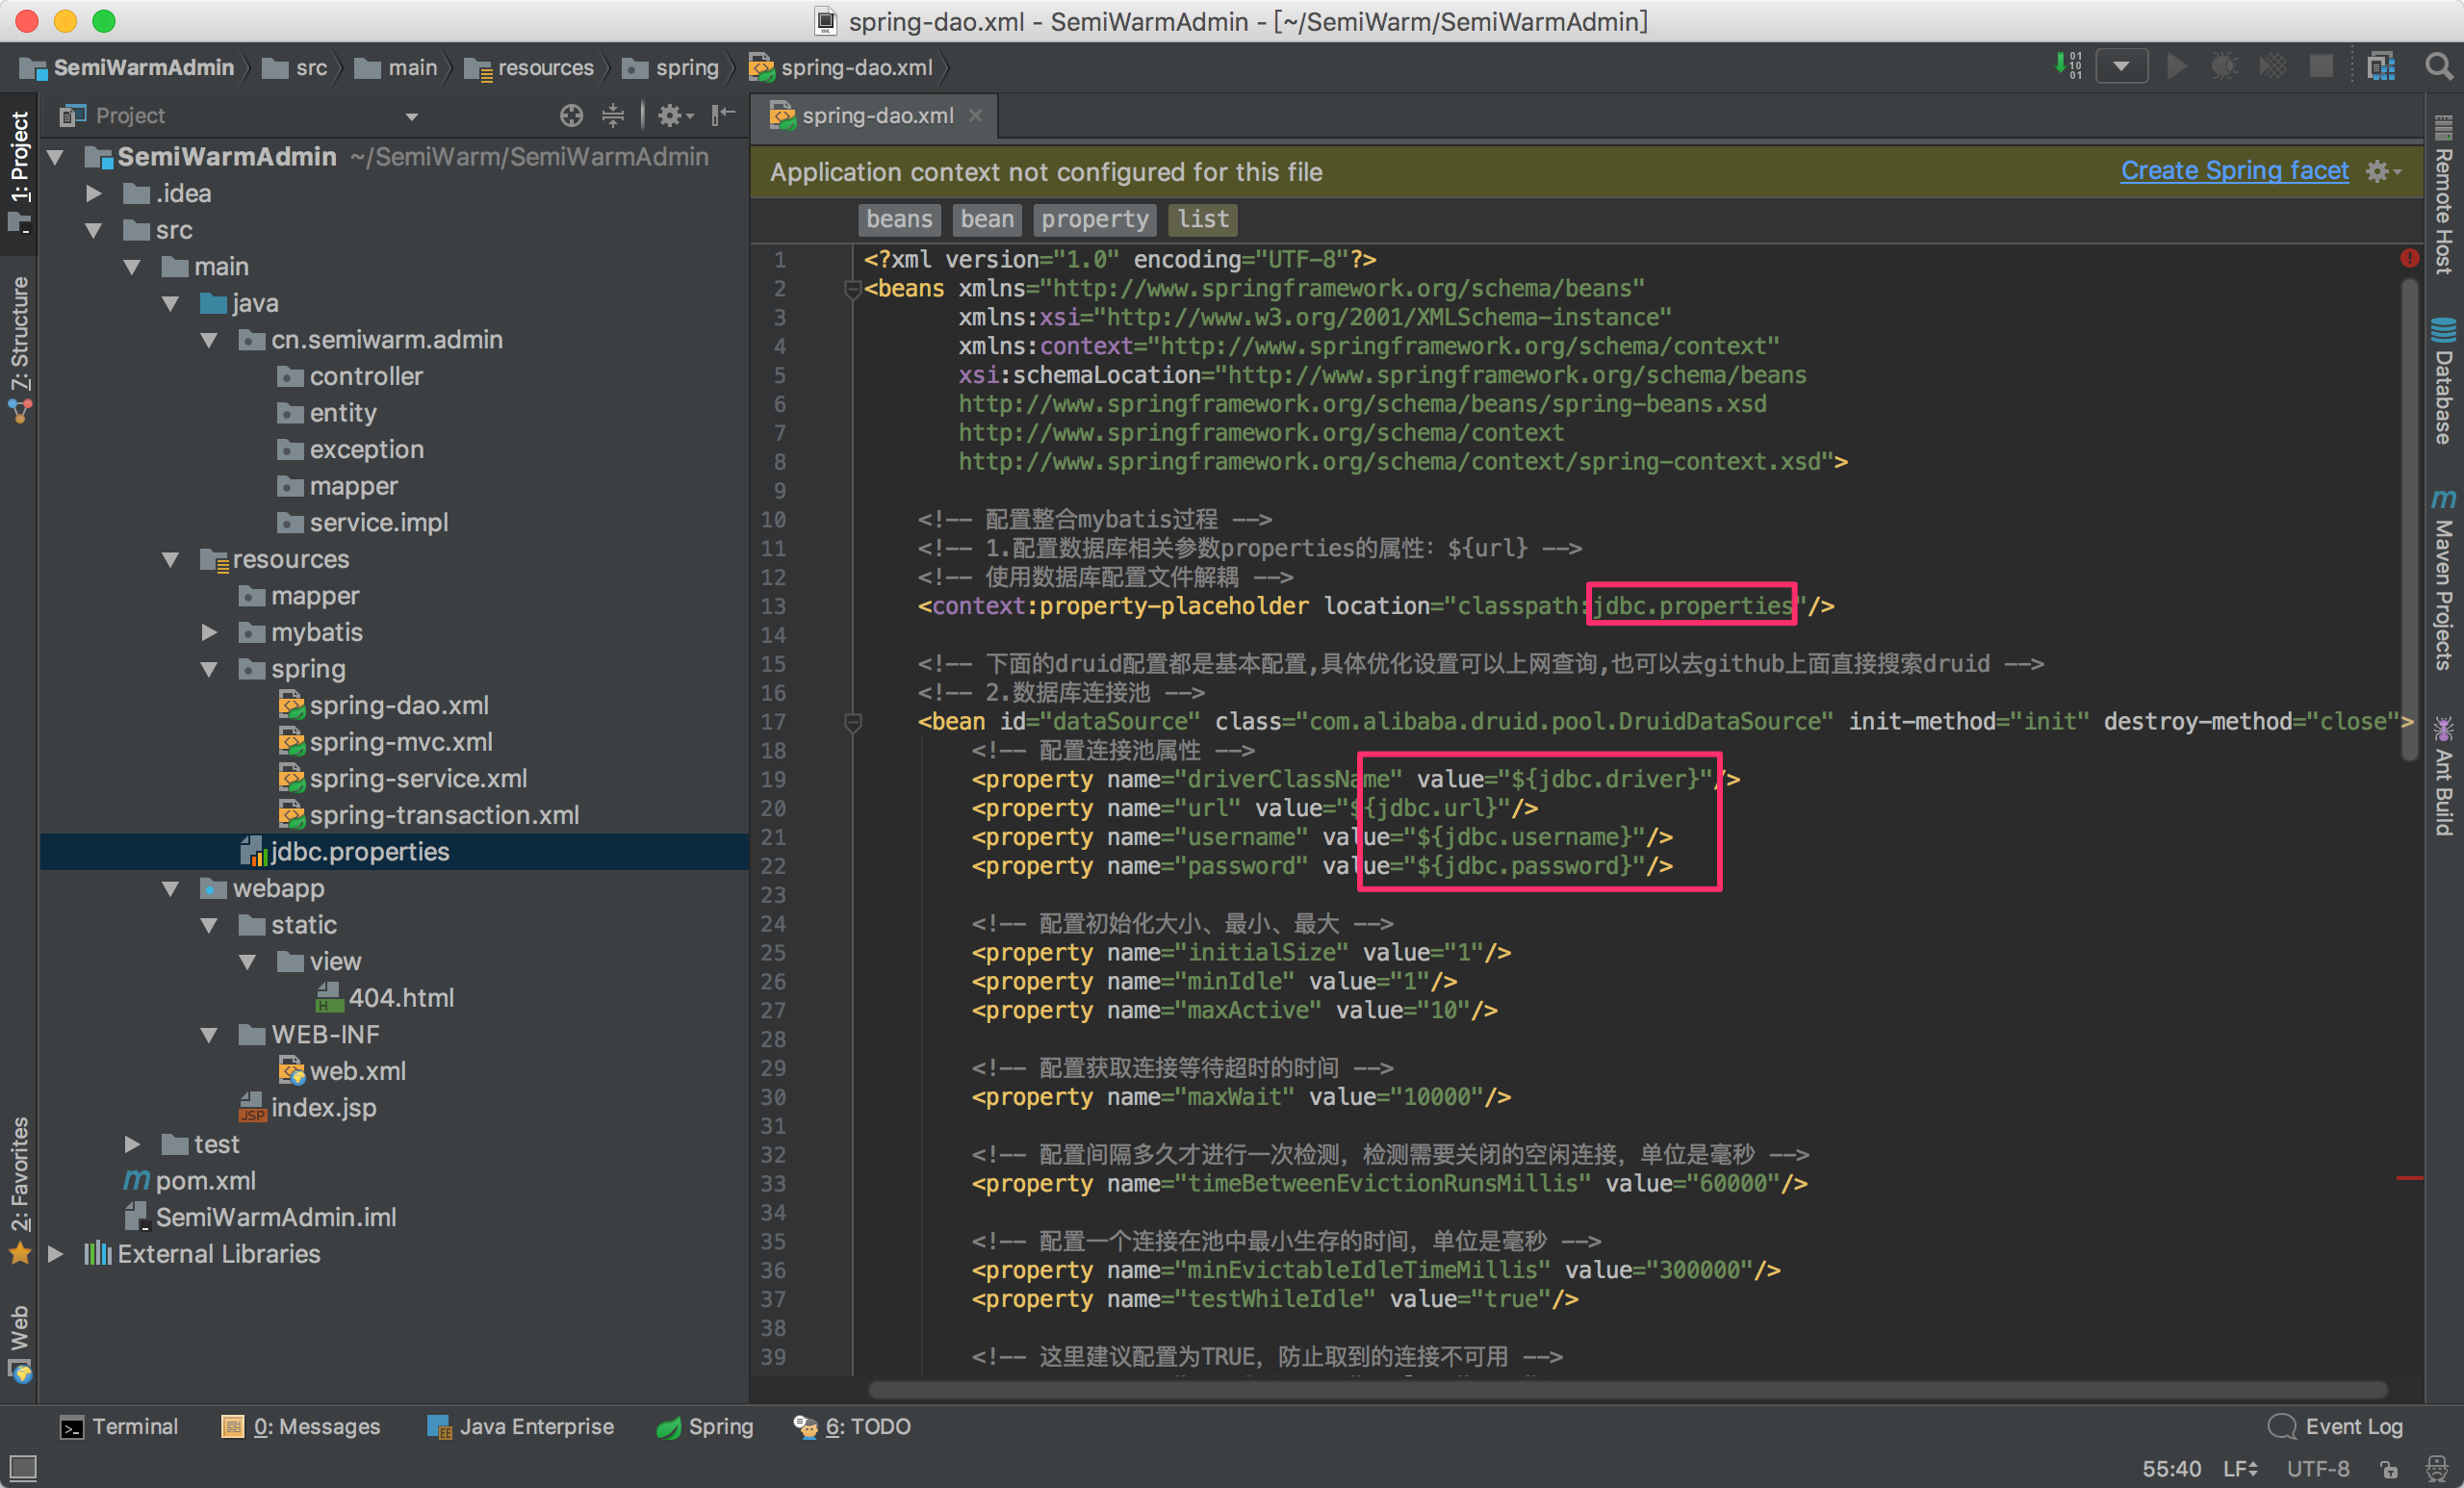 spring-dao.xml - SemiWarmAdmin - [~/SemiWarm/SemiWarmAdmin]
SemiWarmAdmin src main resources spring spring-dao.xml
Project
1: Project
7: Structure
2: Favorites
Web
SemiWarmAdmin ~/SemiWarm/SemiWarmAdmin
.idea
src
main
java
cn.semiwarm.admin
controller
entity
exception
mapper
service.impl
resources
mapper
mybatis
spring
spring-dao.xml
spring-mvc.xml
spring-service.xml
spring-transaction.xml
jdbc.properties
webapp
static
view
404.html
WEB-INF
web.xml
index.jsp
test
pom.xml
SemiWarmAdmin.iml
External Libraries
spring-dao.xml
Application context not configured for this file Create Spring facet
beans bean property list
1 <?xml version="1.0" encoding="UTF-8"?>
2 <beans xmlns="http://www.springframework.org/schema/beans"
3 xmlns:xsi="http://www.w3.org/2001/XMLSchema-instance"
4 xmlns:context="http://www.springframework.org/schema/context"
5 xsi:schemaLocation="http://www.springframework.org/schema/beans
6 http://www.springframework.org/schema/beans/spring-beans.xsd
7 http://www.springframework.org/schema/context
8 http://www.springframework.org/schema/context/spring-context.xsd">
9
10 <!-- 配置整合mybatis过程 -->
11 <!-- 1.配置数据库相关参数properties的属性：${url} -->
12 <!-- 使用数据库配置文件解耦 -->
13 <context:property-placeholder location="classpath:jdbc.properties"/>
14
15 <!-- 下面的druid配置都是基本配置,具体优化设置可以上网查询,也可以去github上面直接搜索druid -->
16 <!-- 2.数据库连接池 -->
17 <bean id="dataSource" class="com.alibaba.druid.pool.DruidDataSource" init-method="init" destroy-method="close">
18 <!-- 配置连接池属性 -->
19 <property name="driverClassName" value="${jdbc.driver}"/>
20 <property name="url" value="${jdbc.url}"/>
21 <property name="username" value="${jdbc.username}"/>
22 <property name="password" value="${jdbc.password}"/>
23
24 <!-- 配置初始化大小、最小、最大 -->
25 <property name="initialSize" value="1"/>
26 <property name="minIdle" value="1"/>
27 <property name="maxActive" value="10"/>
28
29 <!-- 配置获取连接等待超时的时间 -->
30 <property name="maxWait" value="10000"/>
31
32 <!-- 配置间隔多久才进行一次检测，检测需要关闭的空闲连接，单位是毫秒 -->
33 <property name="timeBetweenEvictionRunsMillis" value="60000"/>
34
35 <!-- 配置一个连接在池中最小生存的时间，单位是毫秒 -->
36 <property name="minEvictableIdleTimeMillis" value="300000"/>
37 <property name="testWhileIdle" value="true"/>
38
39 <!-- 这里建议配置为TRUE，防止取到的连接不可用 -->
Remote Host
Database
Maven Projects
Ant Build
Terminal 0: Messages Java Enterprise Spring 6: TODO Event Log
55:40 LF UTF-8